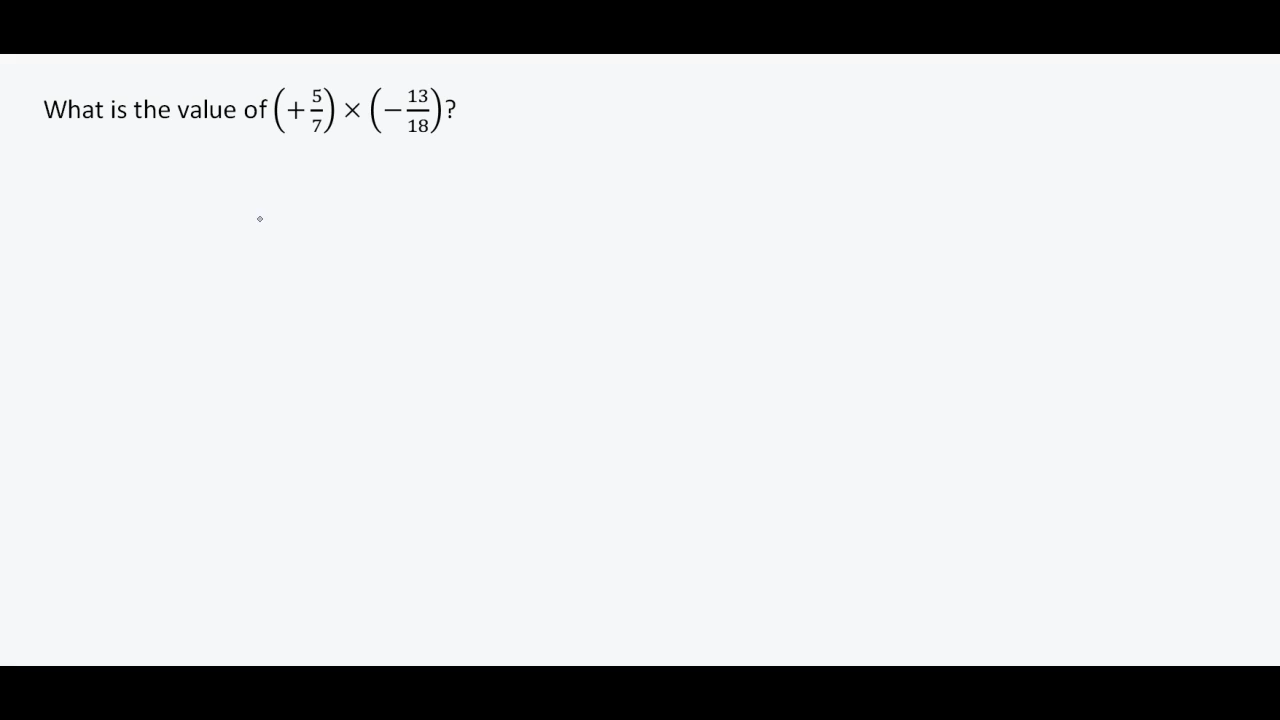 What is the value of (+5/7) × (−13/18)?